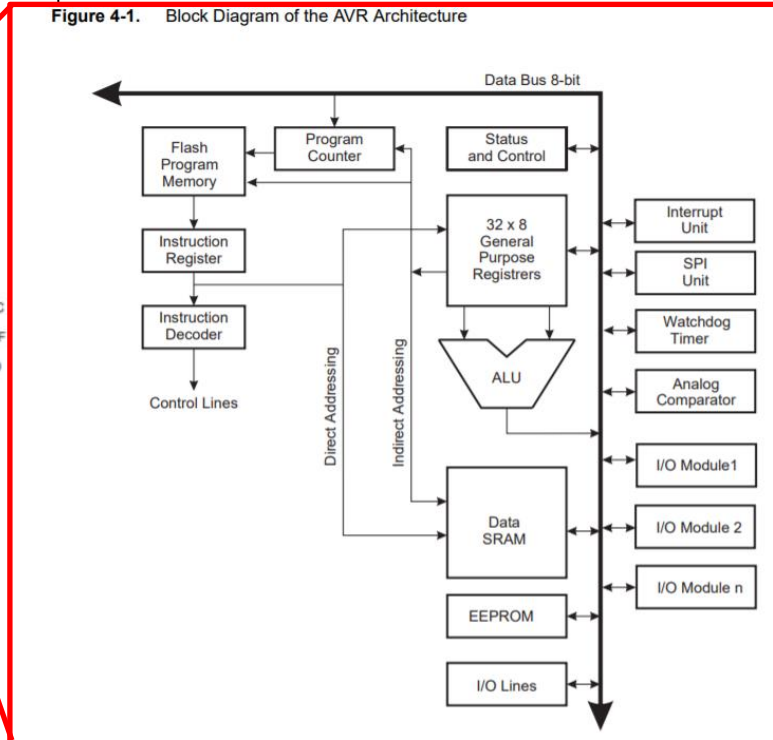 Figure 4-1. Block Diagram of the AVR Architecture
Data Bus 8-bit
Flash
Program
Memory
Program
Counter
Status
and Control
Instruction
Register
32 x 8
General
Purpose
Registrers
Interrupt
Unit
SPI
Unit
Instruction
Decoder
Watchdog
Timer
Control Lines
Direct Addressing
Indirect Addressing
ALU
Analog
Comparator
I/O Module1
Data
SRAM
I/O Module 2
I/O Module n
EEPROM
I/O Lines